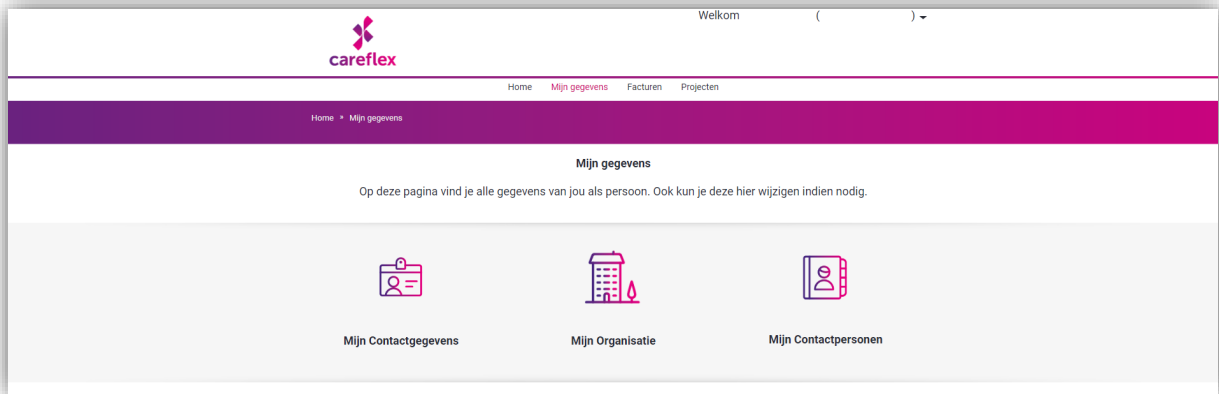 Welkom ( )
careflex
Home Mijn gegevens Facturen Projecten
Home » Mijn gegevens
Mijn gegevens
Op deze pagina vind je alle gegevens van jou als persoon. Ook kun je deze hier wijzigen indien nodig.
Mijn Contactgegevens Mijn Organisatie Mijn Contactpersonen